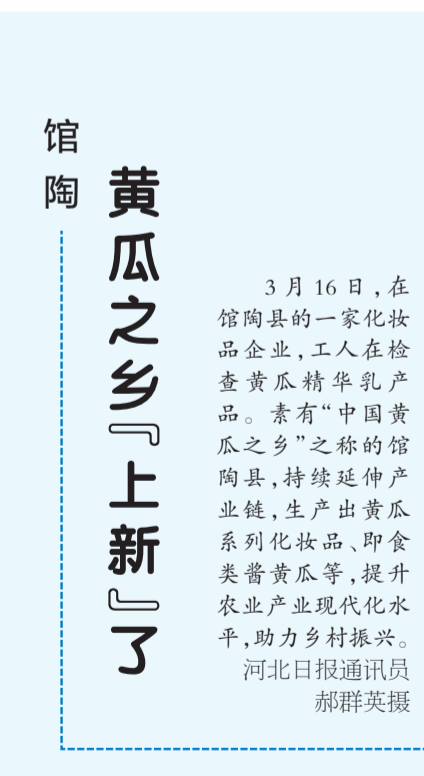 馆陶
黄瓜之乡『上新』了
3月16日，在
馆陶县的一家化妆
品企业，工人在检
查黄瓜精华乳产
品。素有“中国黄
瓜之乡”之称的馆
陶县，持续延伸产
业链，生产出黄瓜
系列化妆品、即食
类酱黄瓜等，提升
农业产业现代化水
平，助力乡村振兴。
河北日报通讯员
郝群英摄